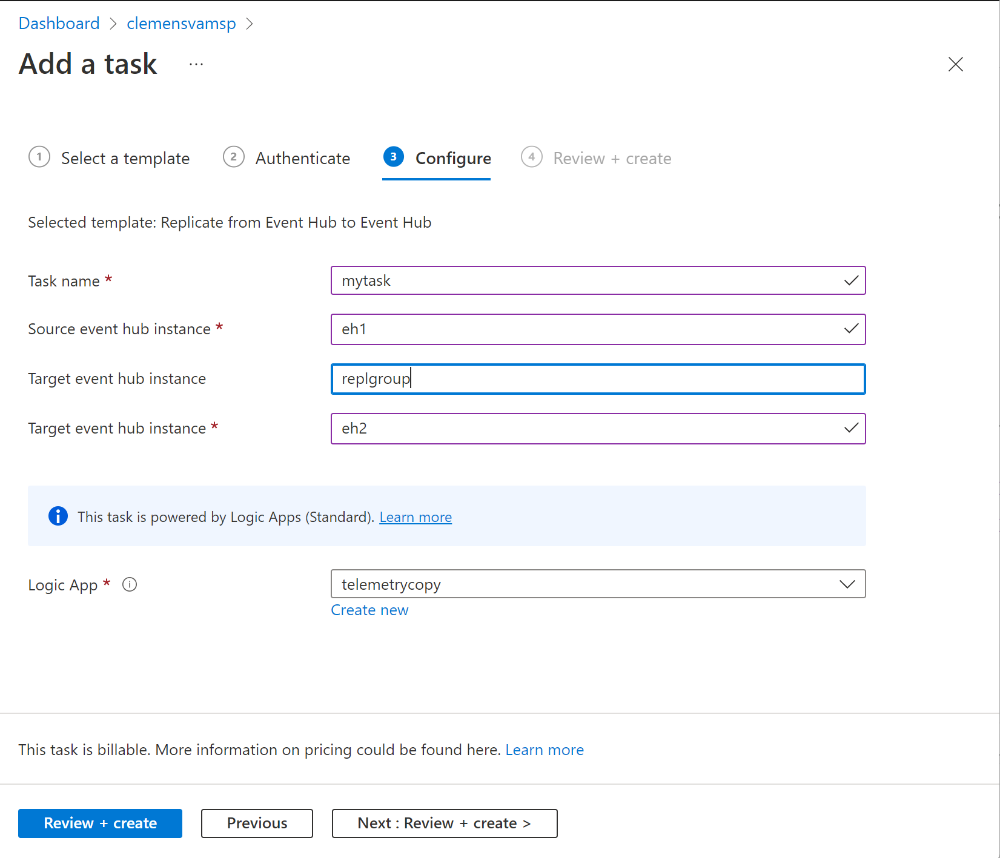 Dashboard > clemensvamsp >
Add a task ...
1 Select a template 2 Authenticate 3 Configure 4 Review + create
Selected template: Replicate from Event Hub to Event Hub
Task name * mytask
Source event hub instance * eh1
Target event hub instance replgroup
Target event hub instance * eh2
This task is powered by Logic Apps (Standard). Learn more
Logic App * telemetrycopy
Create new
This task is billable. More information on pricing could be found here. Learn more
Review + create Previous Next : Review + create >